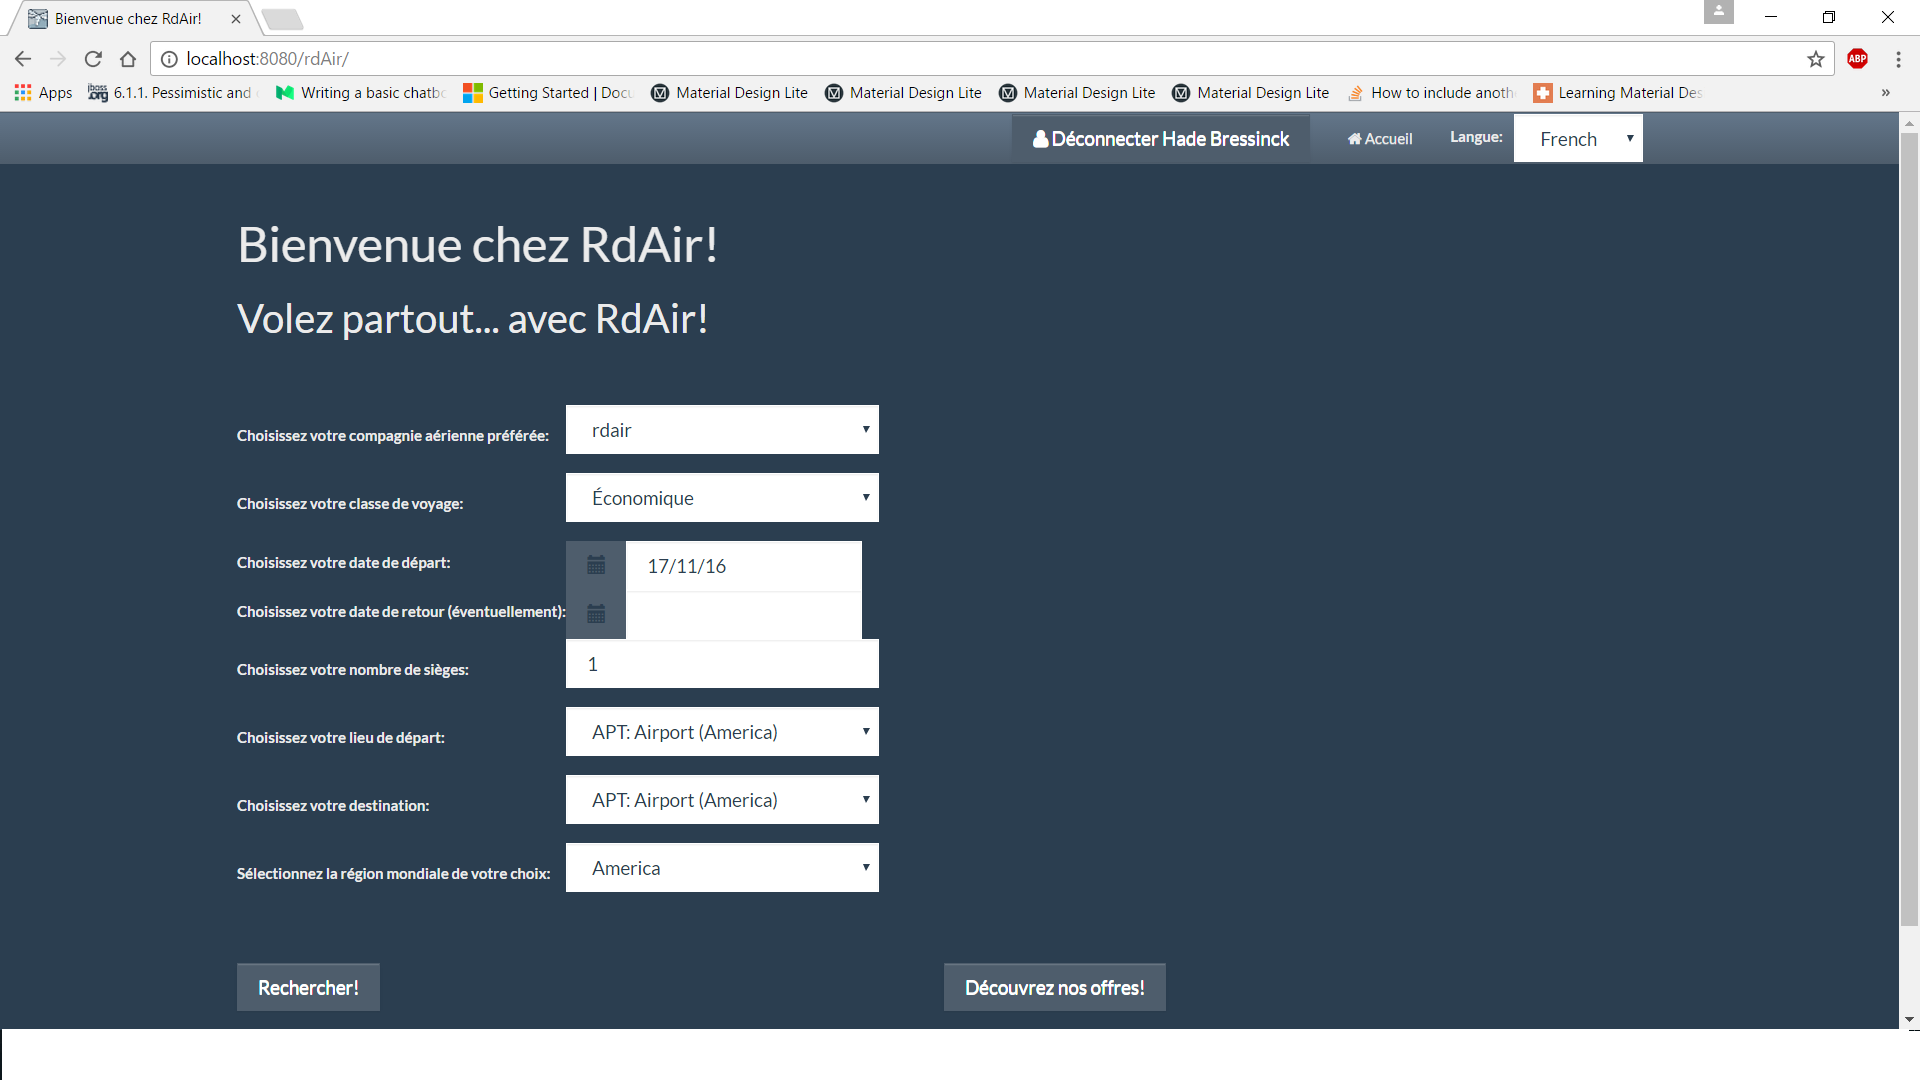 Bienvenue chez RdAir!
localhost:8080/rdAir/
ABP
Apps
jboss.org 6.1.1. Pessimistic and
Writing a basic chatbo
Getting Started | Docu
Material Design Lite
Material Design Lite
Material Design Lite
Material Design Lite
How to include anoth
Learning Material Des
»
Déconnecter Hade Bressinck
Accueil
Langue:
French
Bienvenue chez RdAir!
Volez partout... avec RdAir!
Choisissez votre compagnie aérienne préférée:
rdair
Choisissez votre classe de voyage:
Économique
Choisissez votre date de départ:
17/11/16
Choisissez votre date de retour (éventuellement):
Choisissez votre nombre de sièges:
1
Choisissez votre lieu de départ:
APT: Airport (America)
Choisissez votre destination:
APT: Airport (America)
Sélectionnez la région mondiale de votre choix:
America
Rechercher!
Découvrez nos offres!